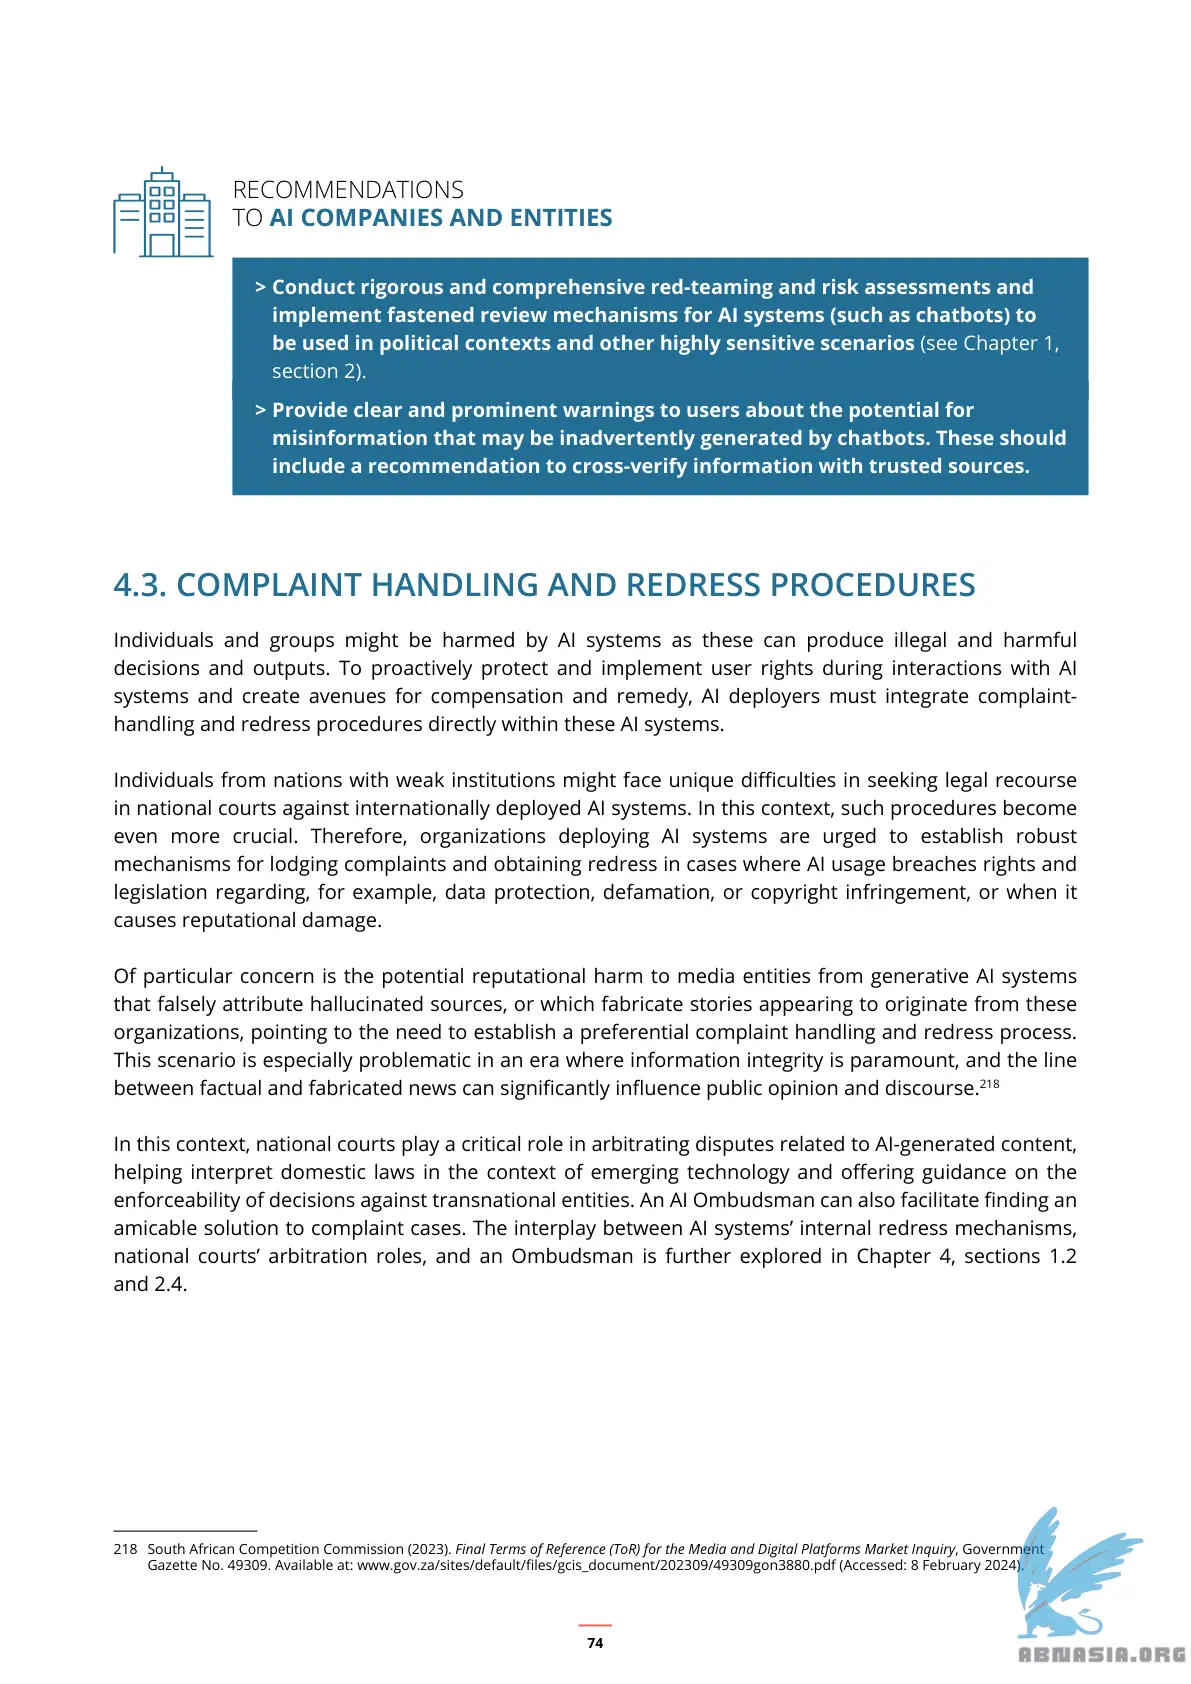 RECOMMENDATIONS
TO AI COMPANIES AND ENTITIES
> Conduct rigorous and comprehensive red-teaming and risk assessments and
implement fastened review mechanisms for AI systems (such as chatbots) to
be used in political contexts and other highly sensitive scenarios (see Chapter 1,
section 2).
> Provide clear and prominent warnings to users about the potential for
misinformation that may be inadvertently generated by chatbots. These should
include a recommendation to cross-verify information with trusted sources.
4.3. COMPLAINT HANDLING AND REDRESS PROCEDURES
Individuals and groups might be harmed by AI systems as these can produce illegal and harmful
decisions and outputs. To proactively protect and implement user rights during interactions with AI
systems and create avenues for compensation and remedy, AI deployers must integrate complaint-
handling and redress procedures directly within these AI systems.
Individuals from nations with weak institutions might face unique difficulties in seeking legal recourse
in national courts against internationally deployed AI systems. In this context, such procedures become
even more crucial. Therefore, organizations deploying AI systems are urged to establish robust
mechanisms for lodging complaints and obtaining redress in cases where AI usage breaches rights and
legislation regarding, for example, data protection, defamation, or copyright infringement, or when it
causes reputational damage.
Of particular concern is the potential reputational harm to media entities from generative AI systems
that falsely attribute hallucinated sources, or which fabricate stories appearing to originate from these
organizations, pointing to the need to establish a preferential complaint handling and redress process.
This scenario is especially problematic in an era where information integrity is paramount, and the line
between factual and fabricated news can significantly influence public opinion and discourse.218
In this context, national courts play a critical role in arbitrating disputes related to AI-generated content,
helping interpret domestic laws in the context of emerging technology and offering guidance on the
enforceability of decisions against transnational entities. An AI Ombudsman can also facilitate finding an
amicable solution to complaint cases. The interplay between AI systems’ internal redress mechanisms,
national courts’ arbitration roles, and an Ombudsman is further explored in Chapter 4, sections 1.2
and 2.4.
218 South African Competition Commission (2023). Final Terms of Reference (ToR) for the Media and Digital Platforms Market Inquiry, Government
Gazette No. 49309. Available at: www.gov.za/sites/default/files/gcis_document/202309/49309gon3880.pdf (Accessed: 8 February 2024).
74
ABNASIA.ORG